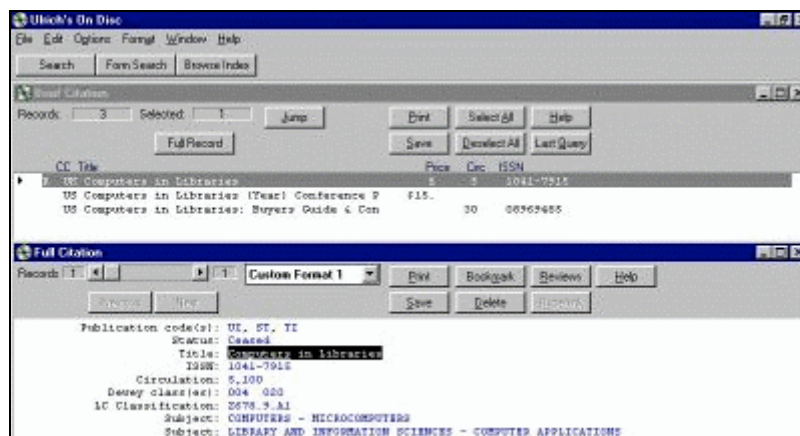 Ulrich's On Disc
File Edit Options Format Window Help
Search Form Search Browse Index
Brief Citation
Records: 3 Selected: 1 Jump Print Select All Help
Full Record Save Deselect All Last Query
CC Title Price Circ ISSN
Computers in Libraries 5 5 1041-7915
US Computers in Libraries (Year) Conference P $15.
US Computers in Libraries: Buyers Guide & Con 30 08969485
Full Citation
Records 1 1 Custom Format 1 Print Bookmark Reviews Help
Previous Next Save Delete
Publication code(s): UI, ST, TI
Status: Ceased
Title: Computers in Libraries
ISSN: 1041-7915
Circulation: 5,100
Dewey class(es): 004 020
LC Classification: Z678.9.A1
Subject: COMPUTERS - MICROCOMPUTERS
Subject: LIBRARY AND INFORMATION SCIENCES - COMPUTER APPLICATIONS